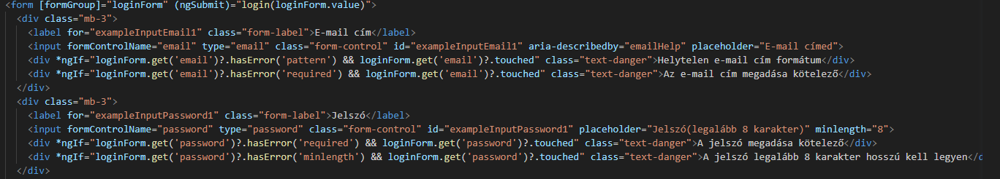 <form [formGroup]="loginForm" (ngSubmit)="login(loginForm.value)">
<div class="mb-3">
<label for="exampleInputEmail1" class="form-label">E-mail cím</label>
<input formControlName="email" type="email" class="form-control" id="exampleInputEmail1" aria-describedby="emailHelp" placeholder="E-mail címed">
<div *ngIf="loginForm.get('email')?.hasError('pattern') && loginForm.get('email')?.touched" class="text-danger">Helytelen e-mail cím formátum</div>
<div *ngIf="loginForm.get('email')?.hasError('required') && loginForm.get('email')?.touched" class="text-danger">Az e-mail cím megadása kötelező</div>
</div>
<div class="mb-3">
<label for="exampleInputPassword1" class="form-label">Jelszó</label>
<input formControlName="password" type="password" class="form-control" id="exampleInputPassword1" placeholder="Jelszó(legalább 8 karakter)" minlength="8">
<div *ngIf="loginForm.get('password')?.hasError('required') && loginForm.get('password')?.touched" class="text-danger">A jelszó megadása kötelező</div>
<div *ngIf="loginForm.get('password')?.hasError('minlength') && loginForm.get('password')?.touched" class="text-danger">A jelszó legalább 8 karakter hosszú kell legyen</d
</div>